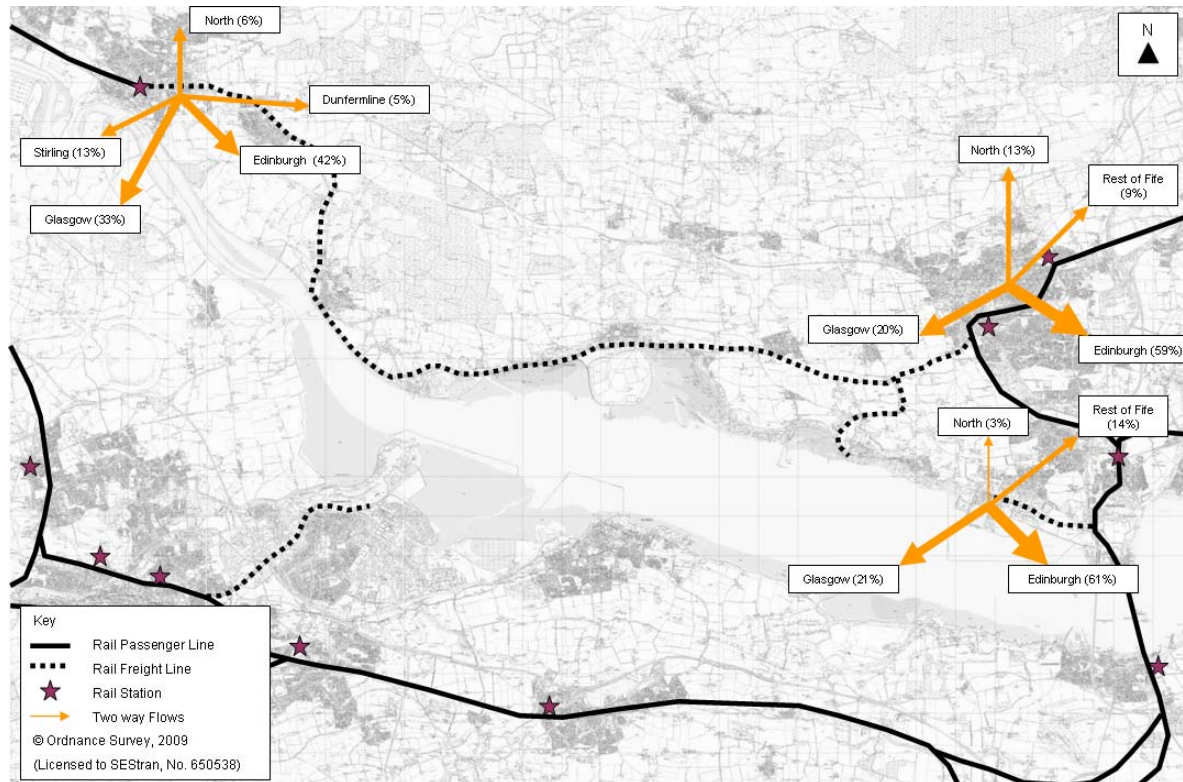 North (6%)
N
Dunfermline (5%)
Stirling (13%)
Edinburgh (42%)
North (13%)
Rest of Fife
(9%)
Glasgow (33%)
Glasgow (20%)
Edinburgh (59%)
North (3%)
Rest of Fife
(14%)
Glasgow (21%)
Edinburgh (61%)
Key
Rail Passenger Line
Rail Freight Line
Rail Station
Two way Flows
© Ordnance Survey, 2009
(Licensed to SEStran, No. 650538)